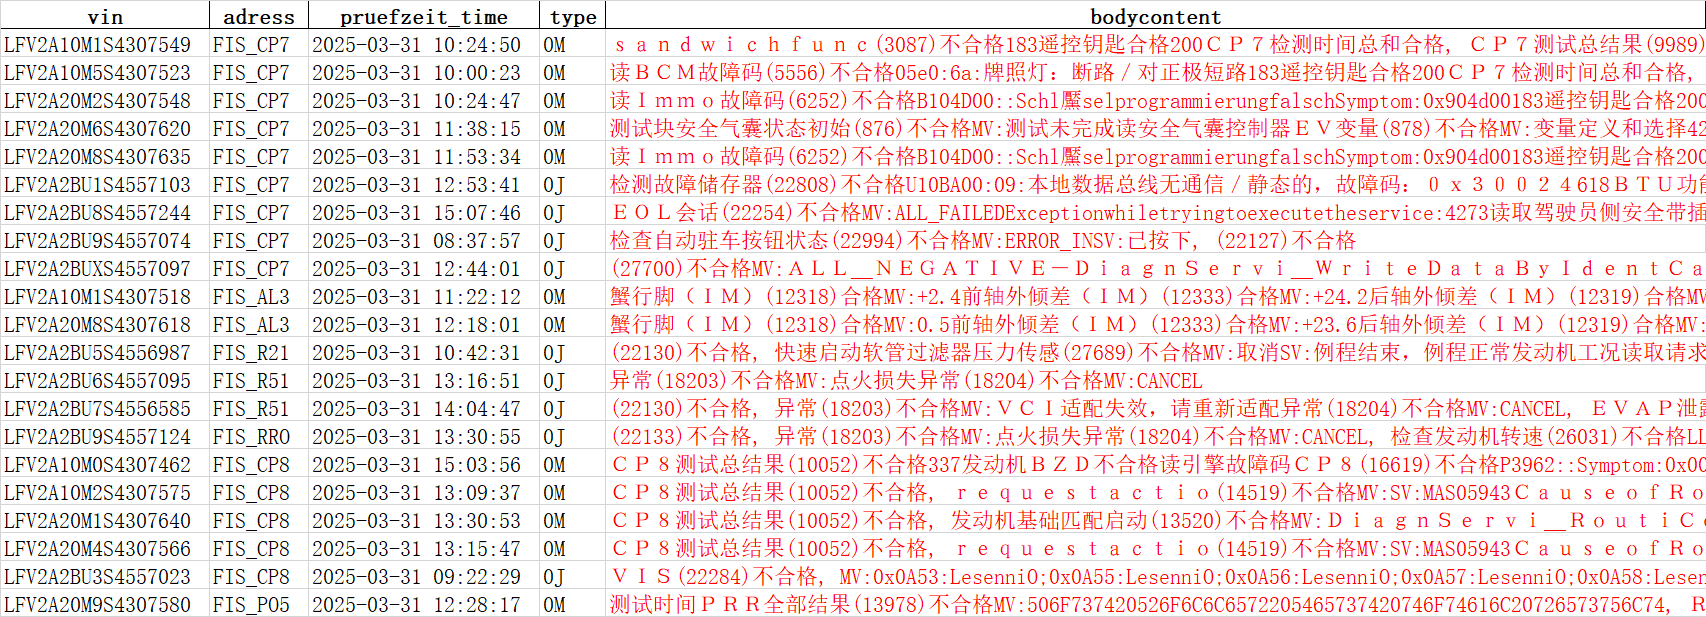 vin adress pruefzeit_time type bodycontent
LFV2A10M1S4307549 FIS_CP7 2025-03-31 10:24:50 0M ｓａｎｄｗｉｃｈｆｕｎｃ(3087)不合格183遥控钥匙合格200ＣＰ７检测时间总和合格, ＣＰ７测试总结果(9989)
LFV2A10M5S4307523 FIS_CP7 2025-03-31 10:00:23 0M 读ＢＣＭ故障码(5556)不合格05e0:6a:牌照灯: 断路／对正极短路183遥控钥匙合格200ＣＰ７检测时间总和合格,
LFV2A20M2S4307548 FIS_CP7 2025-03-31 10:24:47 0M 读Ｉｍｍｏ故障码(6252)不合格B104D00::Schl黶selprogrammierungfalschSymptom:0x904d00183遥控钥匙合格200
LFV2A20M6S4307620 FIS_CP7 2025-03-31 11:38:15 0M 测试块安全气囊状态初始(876)不合格MV:测试未完成读安全气囊控制器ＥＶ变量(878)不合格MV:变量定义和选择42
LFV2A20M8S4307635 FIS_CP7 2025-03-31 11:53:34 0M 读Ｉｍｍｏ故障码(6252)不合格B104D00::Schl黶selprogrammierungfalschSymptom:0x904d00183遥控钥匙合格200
LFV2A2BU1S4557103 FIS_CP7 2025-03-31 12:53:41 0J 检测故障储存器(22808)不合格U10BA00:09:本地数据总线无通信／静态的，故障码：０ｘ３００２4618ＢＴＵ功能
LFV2A2BU8S4557244 FIS_CP7 2025-03-31 15:07:46 0J ＥＯＬ会话(22254)不合格MV:ALL_FAILEDExceptionwhiletryingtoexecutetheservice:4273读取驾驶员侧安全带插
LFV2A2BU9S4557074 FIS_CP7 2025-03-31 08:37:57 0J 检查自动驻车按钮状态(22994)不合格MV:ERROR_INSV:已按下, (22127)不合格
LFV2A2BUXS4557097 FIS_CP7 2025-03-31 12:44:01 0J (27700)不合格MV:ＡＬＬ＿ＮＥＧＡＴＩＶＥ－ＤｉａｇｎＳｅｒｖｉ＿ＷｒｉｔｅＤａｔａＢｙＩｄｅｎｔＣａ
LFV2A10M1S4307518 FIS_AL3 2025-03-31 11:22:12 0M 蟹行脚（ＩＭ）(12318)合格MV:+2.4前轴外倾差（ＩＭ）(12333)合格MV:+24.2后轴外倾差（ＩＭ）(12319)合格MV
LFV2A20M8S4307618 FIS_AL3 2025-03-31 12:18:01 0M 蟹行脚（ＩＭ）(12318)合格MV:0.5前轴外倾差（ＩＭ）(12333)合格MV:+23.6后轴外倾差（ＩＭ）(12319)合格MV:
LFV2A2BU5S4556987 FIS_R21 2025-03-31 10:42:31 0J (22130)不合格, 快速启动软管过滤器压力传感(27689)不合格MV:取消SV:例程结束，例程正常发动机工况读取请求
LFV2A2BU6S4557095 FIS_R51 2025-03-31 13:16:51 0J 异常(18203)不合格MV:点火损失异常(18204)不合格MV:CANCEL
LFV2A2BU7S4556585 FIS_R51 2025-03-31 14:04:47 0J (22130)不合格, 异常(18203)不合格MV:ＶＣＩ适配失效，请重新适配异常(18204)不合格MV:CANCEL, ＥＶＡＰ泄露
LFV2A2BU9S4557124 FIS_RRO 2025-03-31 13:30:55 0J (22133)不合格, 异常(18203)不合格MV:点火损失异常(18204)不合格MV:CANCEL, 检查发动机转速(26031)不合格LL
LFV2A10M0S4307462 FIS_CP8 2025-03-31 15:03:56 0M ＣＰ８测试总结果(10052)不合格337发动机ＢＺＤ不合格读引擎故障码ＣＰ８(16619)不合格P3962::Symptom:0x00
LFV2A10M2S4307575 FIS_CP8 2025-03-31 13:09:37 0M ＣＰ８测试总结果(10052)不合格, ｒｅｑｕｅｓｔａｃｔｉｏ(14519)不合格MV:SV:MAS05943ＣａｕｓｅｏｆＲｏ
LFV2A20M1S4307640 FIS_CP8 2025-03-31 13:30:53 0M ＣＰ８测试总结果(10052)不合格, 发动机基础匹配启动(13520)不合格MV:ＤｉａｇｎＳｅｒｖｉ＿ＲｏｕｔｉＣｏ
LFV2A20M4S4307566 FIS_CP8 2025-03-31 13:15:47 0M ＣＰ８测试总结果(10052)不合格, ｒｅｑｕｅｓｔａｃｔｉｏ(14519)不合格MV:SV:MAS05943ＣａｕｓｅｏｆＲｏ
LFV2A2BU3S4557023 FIS_CP8 2025-03-31 09:22:29 0J ＶＩＳ(22284)不合格, MV:0x0A53:LesenniO;0x0A55:LesenniO;0x0A56:LesenniO;0x0A57:LesenniO;0x0A58:Lesen
LFV2A20M9S4307580 FIS_P05 2025-03-31 12:28:17 0M 测试时间ＰＲＲ全部结果(13978)不合格MV:506F737420526F6C6C6572205465737420746F74616C20726573756C74, Ｒ